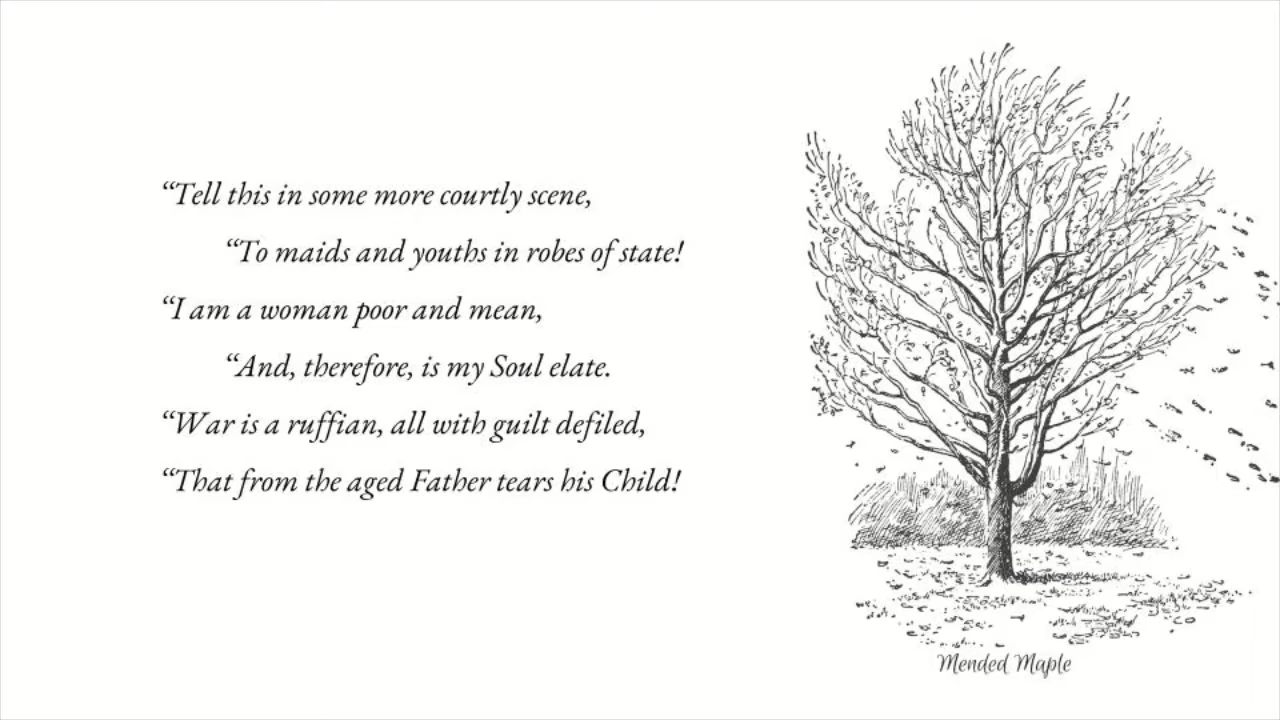 “Tell this in some more courtly scene,
“To maids and youths in robes of state!
“I am a woman poor and mean,
“And, therefore, is my Soul elate.
“War is a ruffian, all with guilt defiled,
“That from the aged Father tears his Child!
Mended Maple